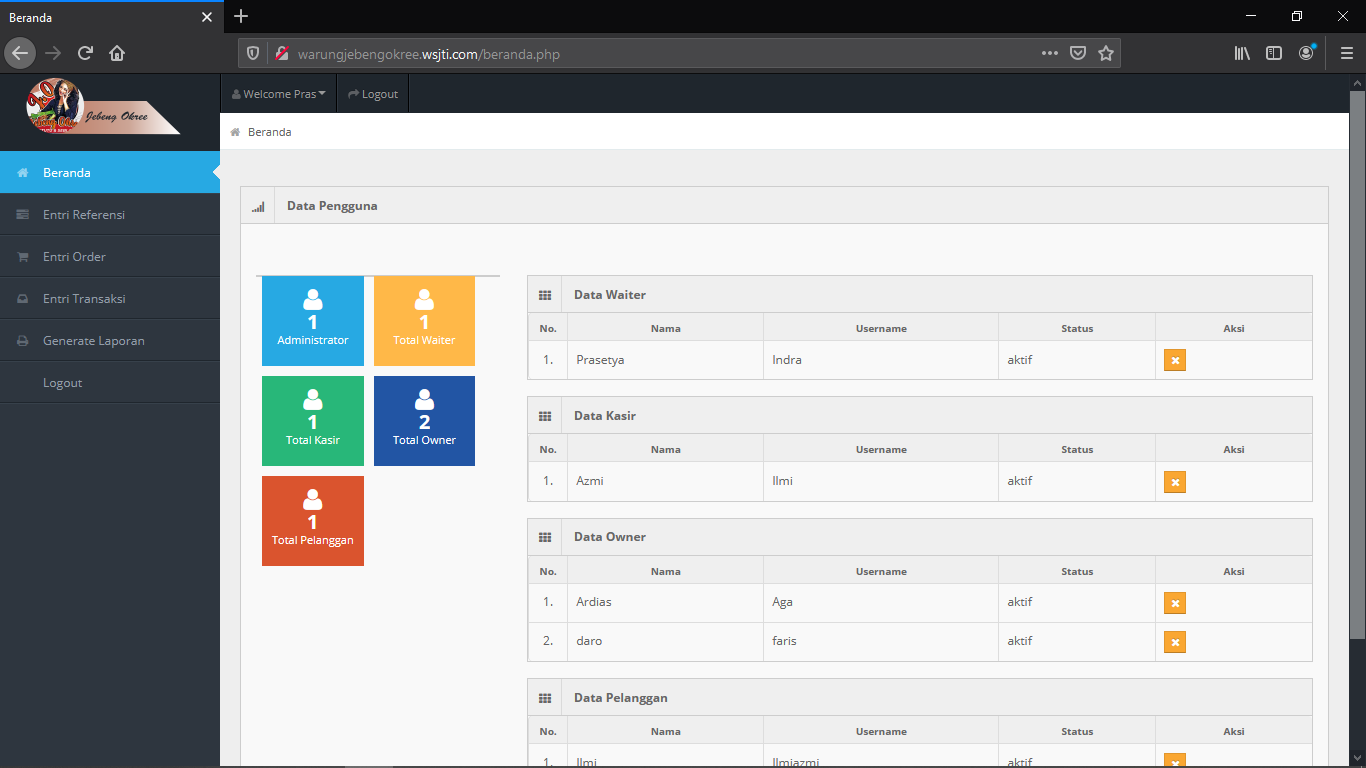 Beranda
warungjebengokree.wsjti.com/beranda.php
Jebeng Okree
Welcome Pras
Logout
Beranda
Beranda
Entri Referensi
Entri Order
Entri Transaksi
Generate Laporan
Logout
Data Pengguna
1
Administrator
1
Total Waiter
1
Total Kasir
2
Total Owner
1
Total Pelanggan
Data Waiter
No. Nama Username Status Aksi
1. Prasetya Indra aktif
Data Kasir
No. Nama Username Status Aksi
1. Azmi Ilmi aktif
Data Owner
No. Nama Username Status Aksi
1. Ardias Aga aktif
2. daro faris aktif
Data Pelanggan
No. Nama Username Status Aksi
1. Ilmi Ilmiazmi aktif